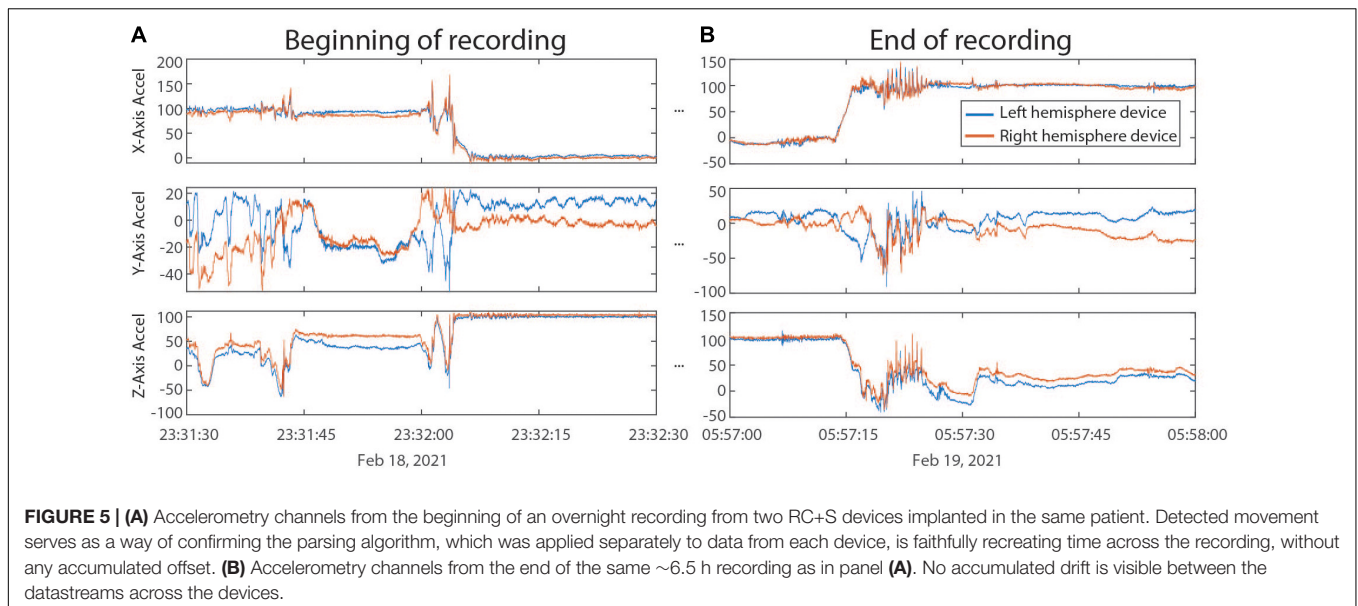 A
Beginning of recording
X-Axis Accel
200
150
100
50
0
Y-Axis Accel
20
0
-20
-40
Z-Axis Accel
100
50
0
-50
-100
23:31:30 23:31:45 23:32:00 23:32:15 23:32:30
Feb 18, 2021
...
...
...
B
End of recording
150
100
50
0
-50
Left hemisphere device
Right hemisphere device
50
0
-50
-100
150
100
50
0
-50
05:57:00 05:57:15 05:57:30 05:57:45 05:58:00
Feb 19, 2021
FIGURE 5 | (A) Accelerometry channels from the beginning of an overnight recording from two RC+S devices implanted in the same patient. Detected movement
serves as a way of confirming the parsing algorithm, which was applied separately to data from each device, is faithfully recreating time across the recording, without
any accumulated offset. (B) Accelerometry channels from the end of the same ~6.5 h recording as in panel (A). No accumulated drift is visible between the
datastreams across the devices.